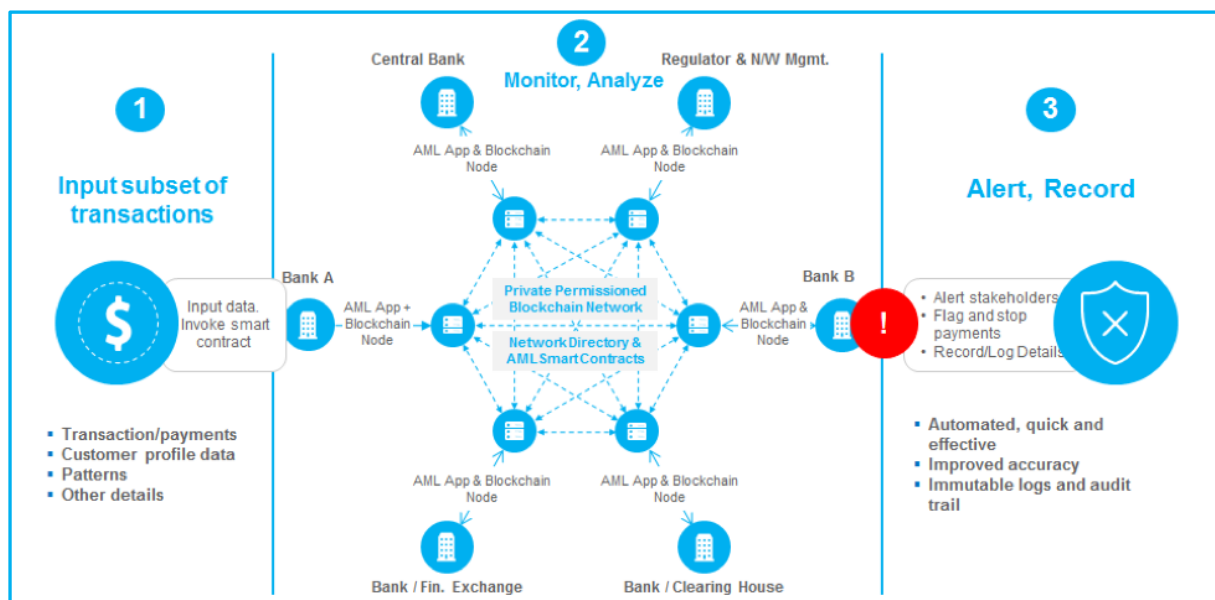 1
Input subset of
transactions
$
Input data.
Invoke smart
contract
Transaction/payments
Customer profile data
Patterns
Other details
2
Monitor, Analyze
Central Bank
Regulator & N/W Mgmt.
AML App & Blockchain
Node
AML App & Blockchain
Node
Bank A
AML App +
Blockchain
Node
Private Permissioned
Blockchain Network
Network Directory &
AML Smart Contracts
Bank B
AML App &
Blockchain
Node
AML App & Blockchain
Node
AML App & Blockchain
Node
Bank / Fin. Exchange
Bank / Clearing House
3
Alert, Record
!
• Alert stakeholders
• Flag and stop
payments
• Record/Log Details
Automated, quick and
effective
Improved accuracy
Immutable logs and audit
trail